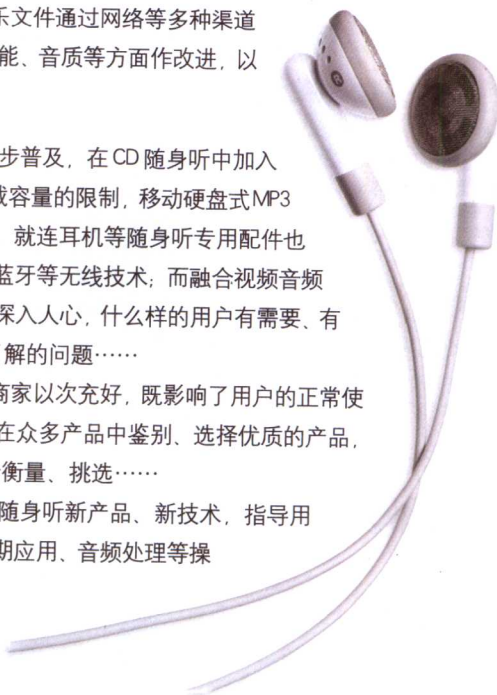 乐文件通过网络等多种渠道
能、音质等方面作改进，以
步普及，在CD随身听中加入
载容量的限制，移动硬盘式MP3
就连耳机等随身听专用配件也
蓝牙等无线技术；而融合视频音频
深入人心，什么样的用户有需要、有
解的问题……
商家以次充好，既影响了用户的正常使
在众多产品中鉴别、选择优质的产品，
衡量、挑选……
随身听新产品、新技术，指导用
期应用、音频处理等操
R